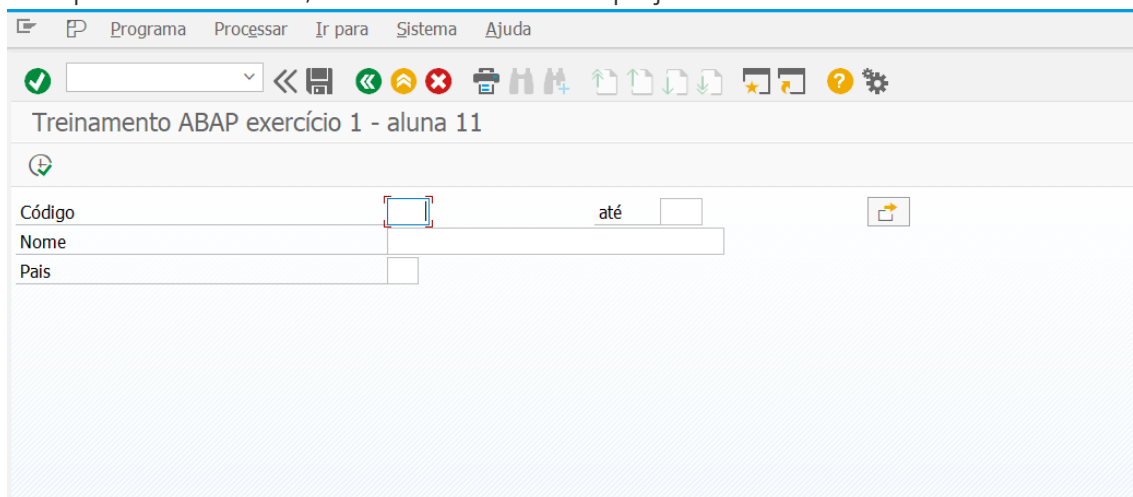 Programa Processar Ir para Sistema Ajuda
Treinamento ABAP exercício 1 - aluna 11
Código até
Nome
Pais